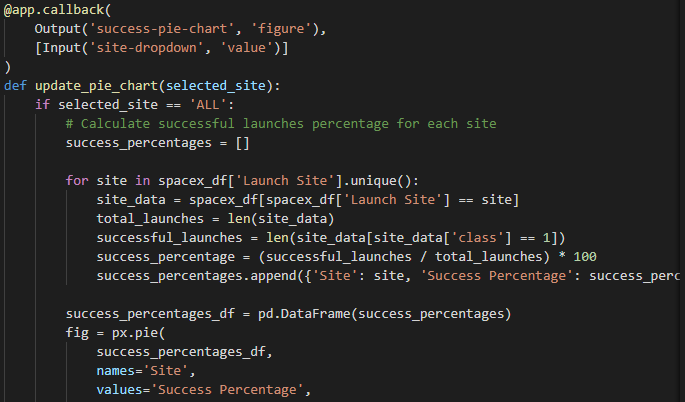 @app.callback(
    Output('success-pie-chart', 'figure'),
    [Input('site-dropdown', 'value')]
)
def update_pie_chart(selected_site):
    if selected_site == 'ALL':
        # Calculate successful launches percentage for each site
        success_percentages = []

        for site in spacex_df['Launch Site'].unique():
            site_data = spacex_df[spacex_df['Launch Site'] == site]
            total_launches = len(site_data)
            successful_launches = len(site_data[site_data['class'] == 1])
            success_percentage = (successful_launches / total_launches) * 100
            success_percentages.append({'Site': site, 'Success Percentage': success_perc

        success_percentages_df = pd.DataFrame(success_percentages)
        fig = px.pie(
            success_percentages_df,
            names='Site',
            values='Success Percentage',